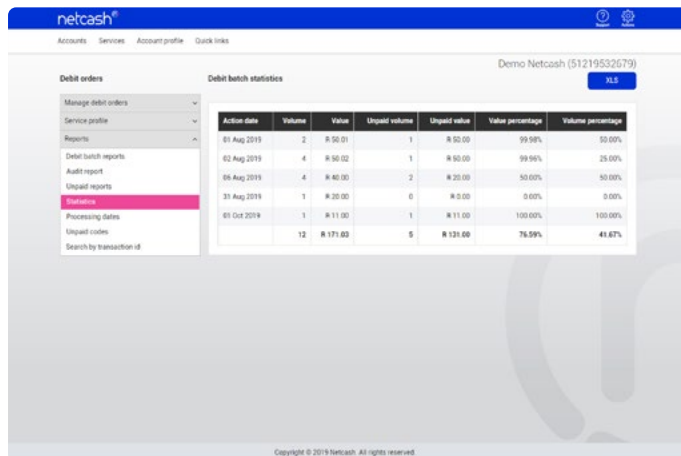 netcash
Support
Accounts Services Account profile Quick links
Demo Netcash (51219532679)
Debit orders
Debit batch statistics
XLS
Manage debit orders
Service profile
Reports
Debit batch reports
Audit report
Unpaid reports
Statistics
Processing dates
Unpaid codes
Search by transaction id
Action date Volume Value Unpaid volume Unpaid value Value percentage Volume percentage
01 Aug 2019 2 R 50.01 1 R 50.00 99.98% 50.00%
02 Aug 2019 4 R 50.02 1 R 50.00 99.96% 25.00%
06 Aug 2019 4 R 40.00 2 R 20.00 50.00% 50.00%
31 Aug 2019 1 R 20.00 0 R 0.00 0.00% 0.00%
01 Oct 2019 1 R 11.00 1 R 11.00 100.00% 100.00%
12 R 171.03 5 R 131.00 76.59% 41.67%
Copyright © 2019 Netcash. All rights reserved.